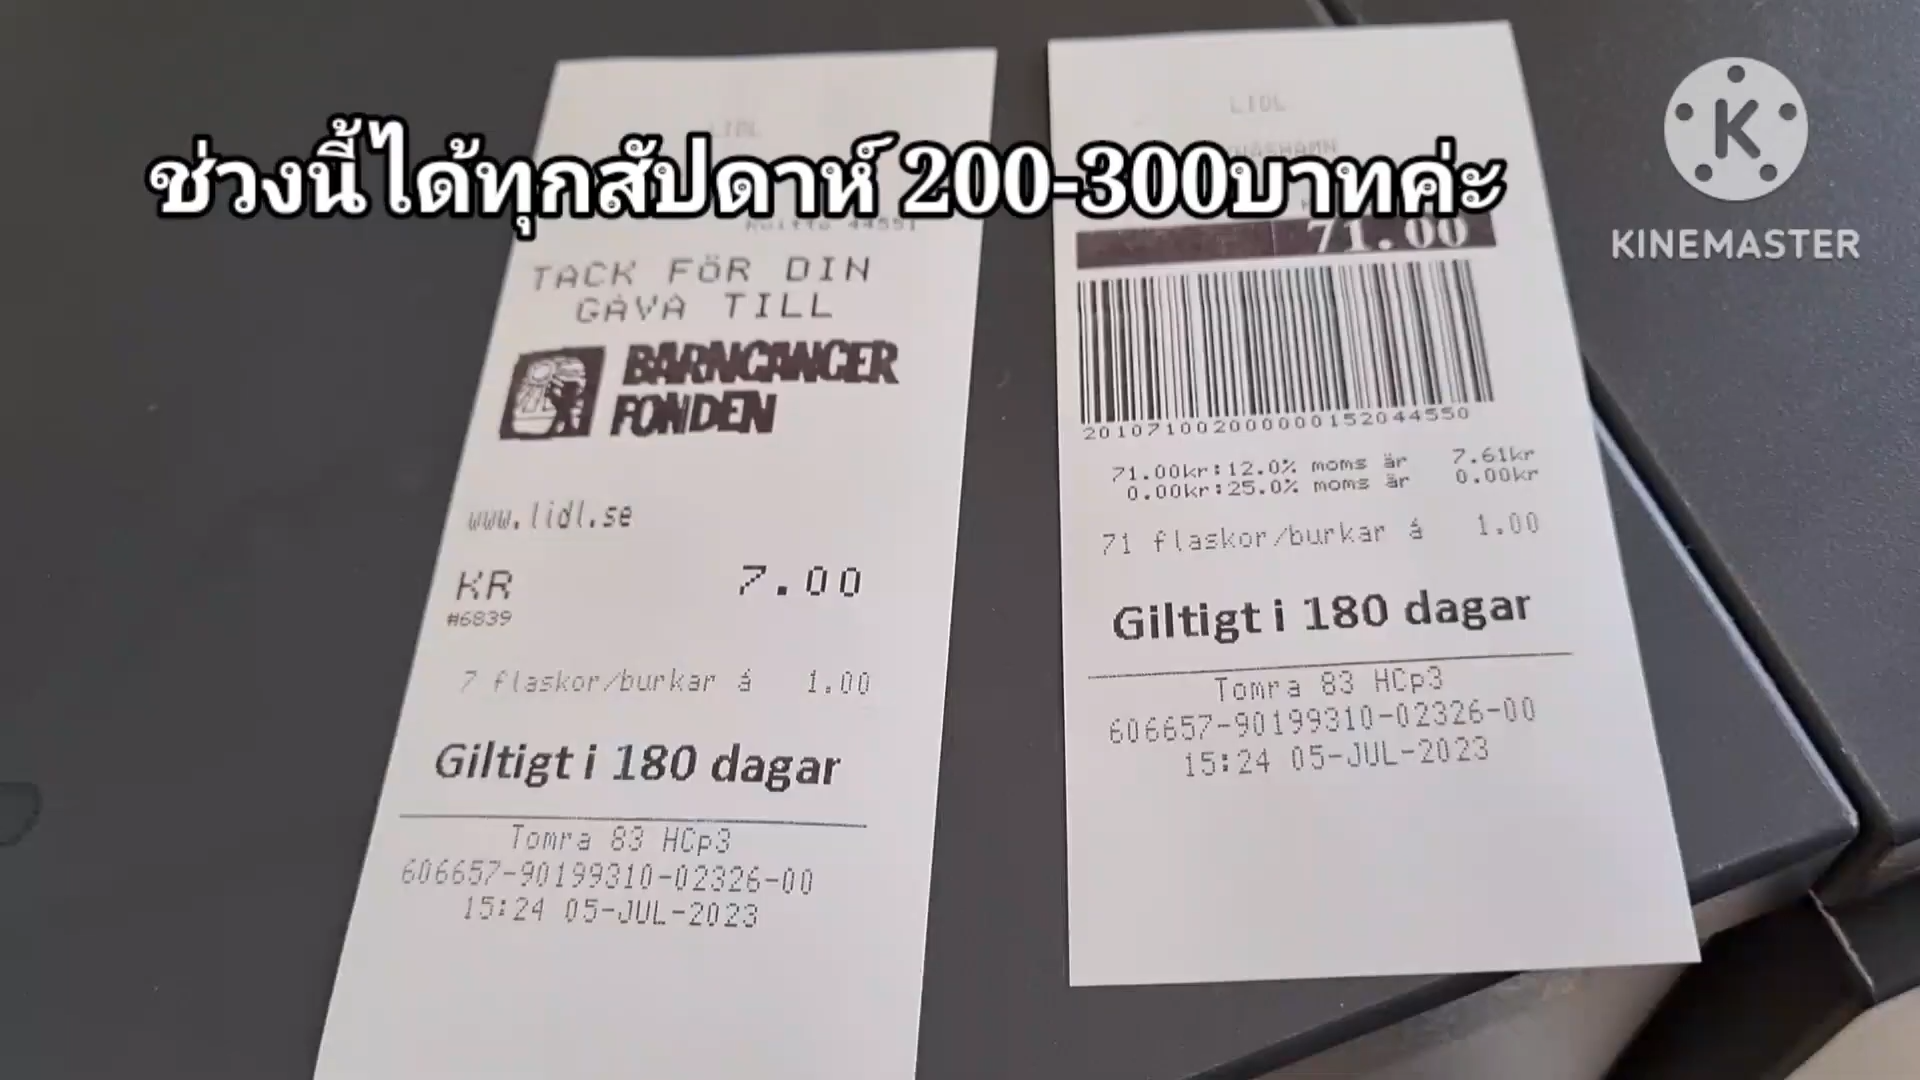 ช่วงนี้ได้ทุกสัปดาห์ 200-300บาทค่ะ
KINEMASTER
LIDL
Kvitto 44551
TACK FÖR DIN
GÅVA TILL
BARNCANCER
FONDEN
www.lidl.se
KR 7.00
#6839
7 flaskor/burkar á 1.00
Giltigt i 180 dagar
Tomra 83 HCp3
606657-90199310-02326-00
15:24 05-JUL-2023
LIDL
71.00
2010710020000000152044550
71.00kr:12.0% moms är 7.61kr
0.00kr:25.0% moms är 0.00kr
71 flaskor/burkar á 1.00
Giltigt i 180 dagar
Tomra 83 HCp3
606657-90199310-02326-00
15:24 05-JUL-2023